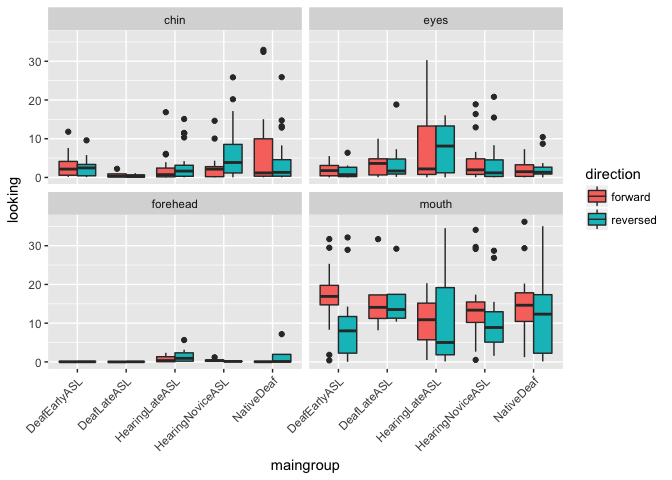 chin
eyes
30
20
10
0
forehead
mouth
30
20
10
0
looking
DeafEarlyASL
DeafLateASL
HearingLateASL
HearingNoviceASL
NativeDeaf
DeafEarlyASL
DeafLateASL
HearingLateASL
HearingNoviceASL
NativeDeaf
maingroup
direction
forward
reversed